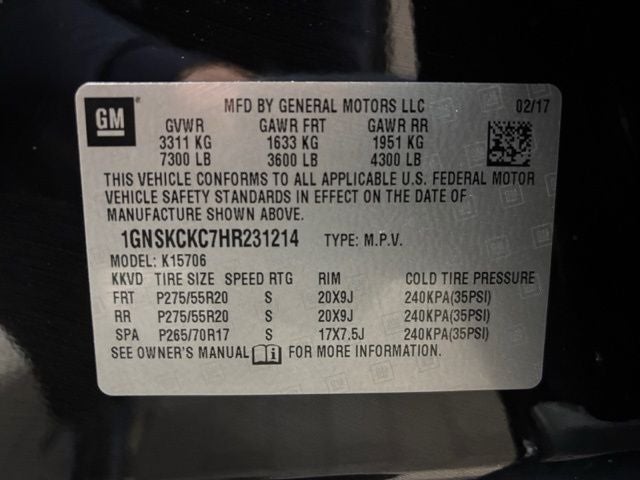 GM
MFD BY GENERAL MOTORS LLC 02/17
GVWR GAWR FRT GAWR RR
3311 KG 1633 KG 1951 KG
7300 LB 3600 LB 4300 LB
THIS VEHICLE CONFORMS TO ALL APPLICABLE U.S. FEDERAL MOTOR
VEHICLE SAFETY STANDARDS IN EFFECT ON THE DATE OF
MANUFACTURE SHOWN ABOVE.
1GNSKCKC7HR231214 TYPE: M.P.V.
MODEL: K15706
KKVD TIRE SIZE SPEED RTG RIM COLD TIRE PRESSURE
FRT P275/55R20 S 20X9J 240KPA(35PSI)
RR P275/55R20 S 20X9J 240KPA(35PSI)
SPA P265/70R17 S 17X7.5J 240KPA(35PSI)
SEE OWNER'S MANUAL FOR MORE INFORMATION.